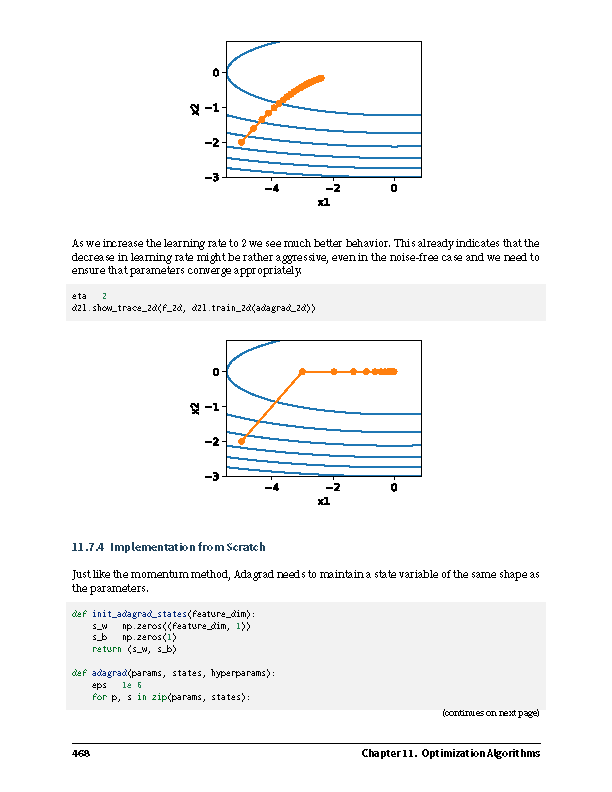 0
−1
−2
−3
x2
−4
−2
0
x1
As we increase the learning rate to 2 we see much better behavior. This already indicates that the
decrease in learning rate might be rather aggressive, even in the noise-free case and we need to
ensure that parameters converge appropriately.
eta 2
d2l.show_trace_2d(f_2d, d2l.train_2d(adagrad_2d))
0
−1
−2
−3
x2
−4
−2
0
x1
11.7.4 Implementation from Scratch
Just like the momentum method, Adagrad needs to maintain a state variable of the same shape as
the parameters.
def init_adagrad_states(feature_dim):
s_w np.zeros((feature_dim, 1))
s_b np.zeros(1)
return (s_w, s_b)
def adagrad(params, states, hyperparams):
eps 1e 6
for p, s in zip(params, states):
(continues on next page)
468 Chapter 11. Optimization Algorithms